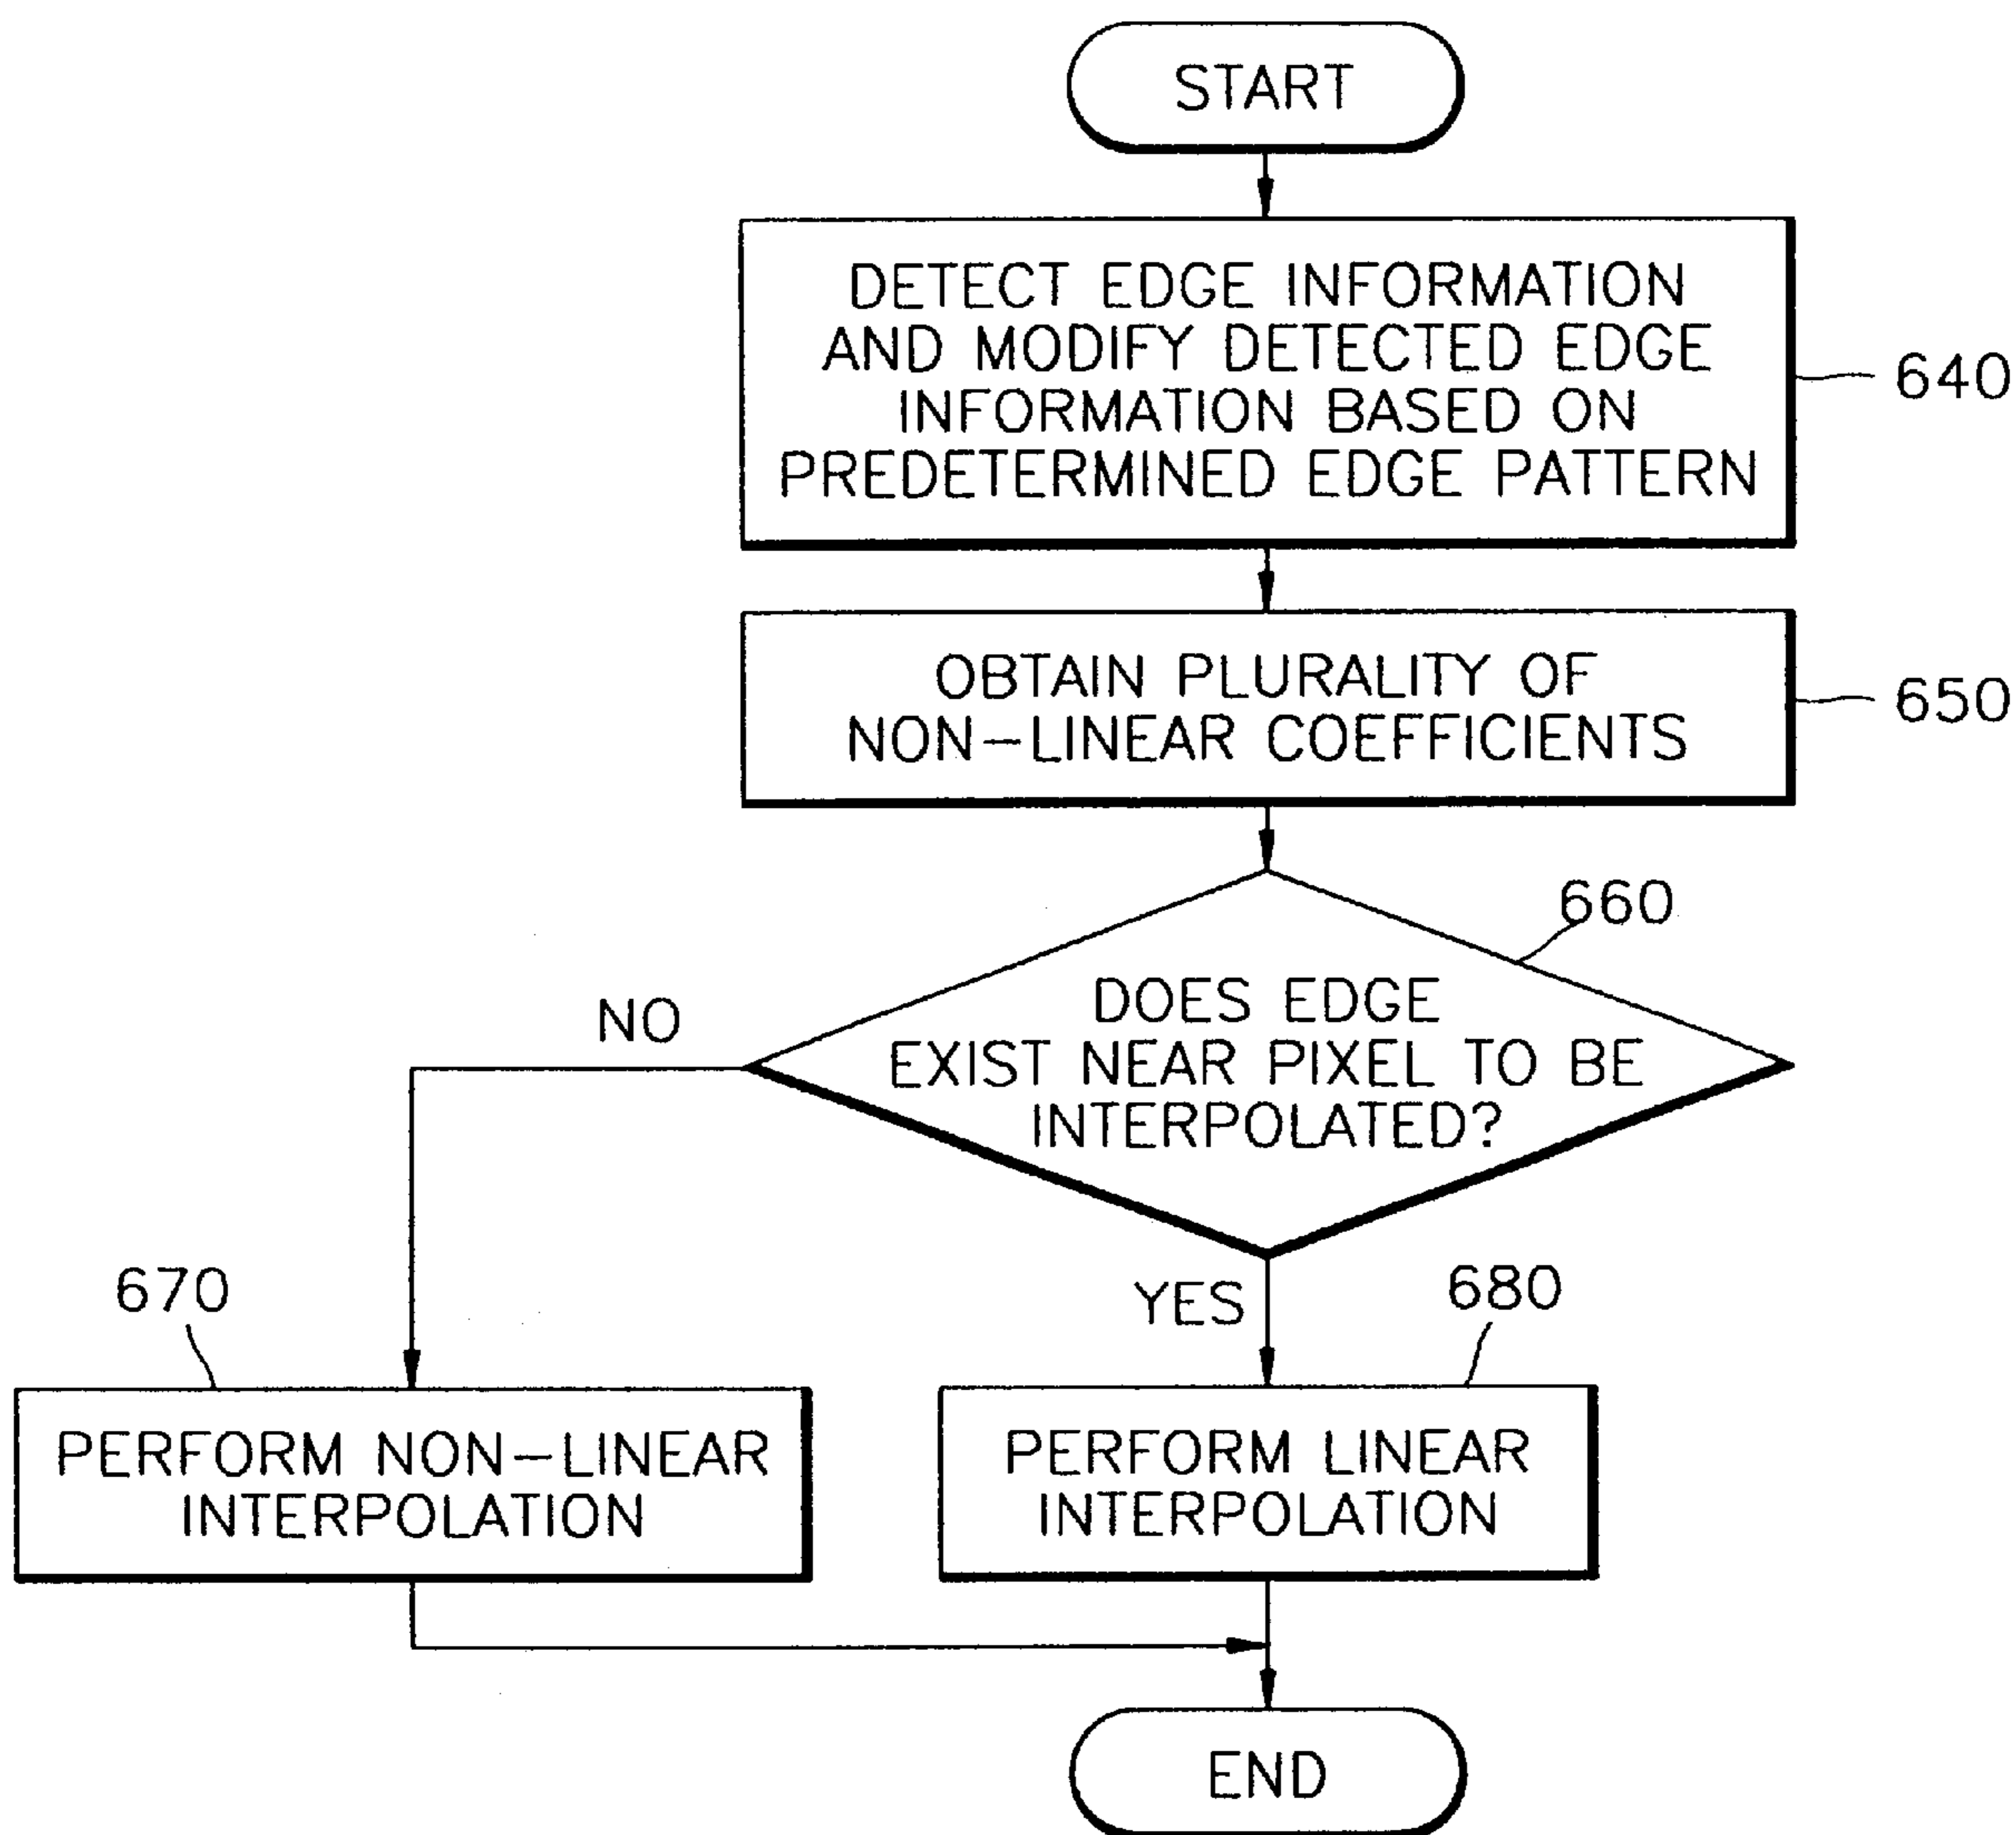 START
DETECT EDGE INFORMATION
AND MODIFY DETECTED EDGE
INFORMATION BASED ON
PREDETERMINED EDGE PATTERN
640
OBTAIN PLURALITY OF
NON-LINEAR COEFFICIENTS
650
660
DOES EDGE
EXIST NEAR PIXEL TO BE
INTERPOLATED?
NO
YES
670
680
PERFORM NON-LINEAR
INTERPOLATION
PERFORM LINEAR
INTERPOLATION
END